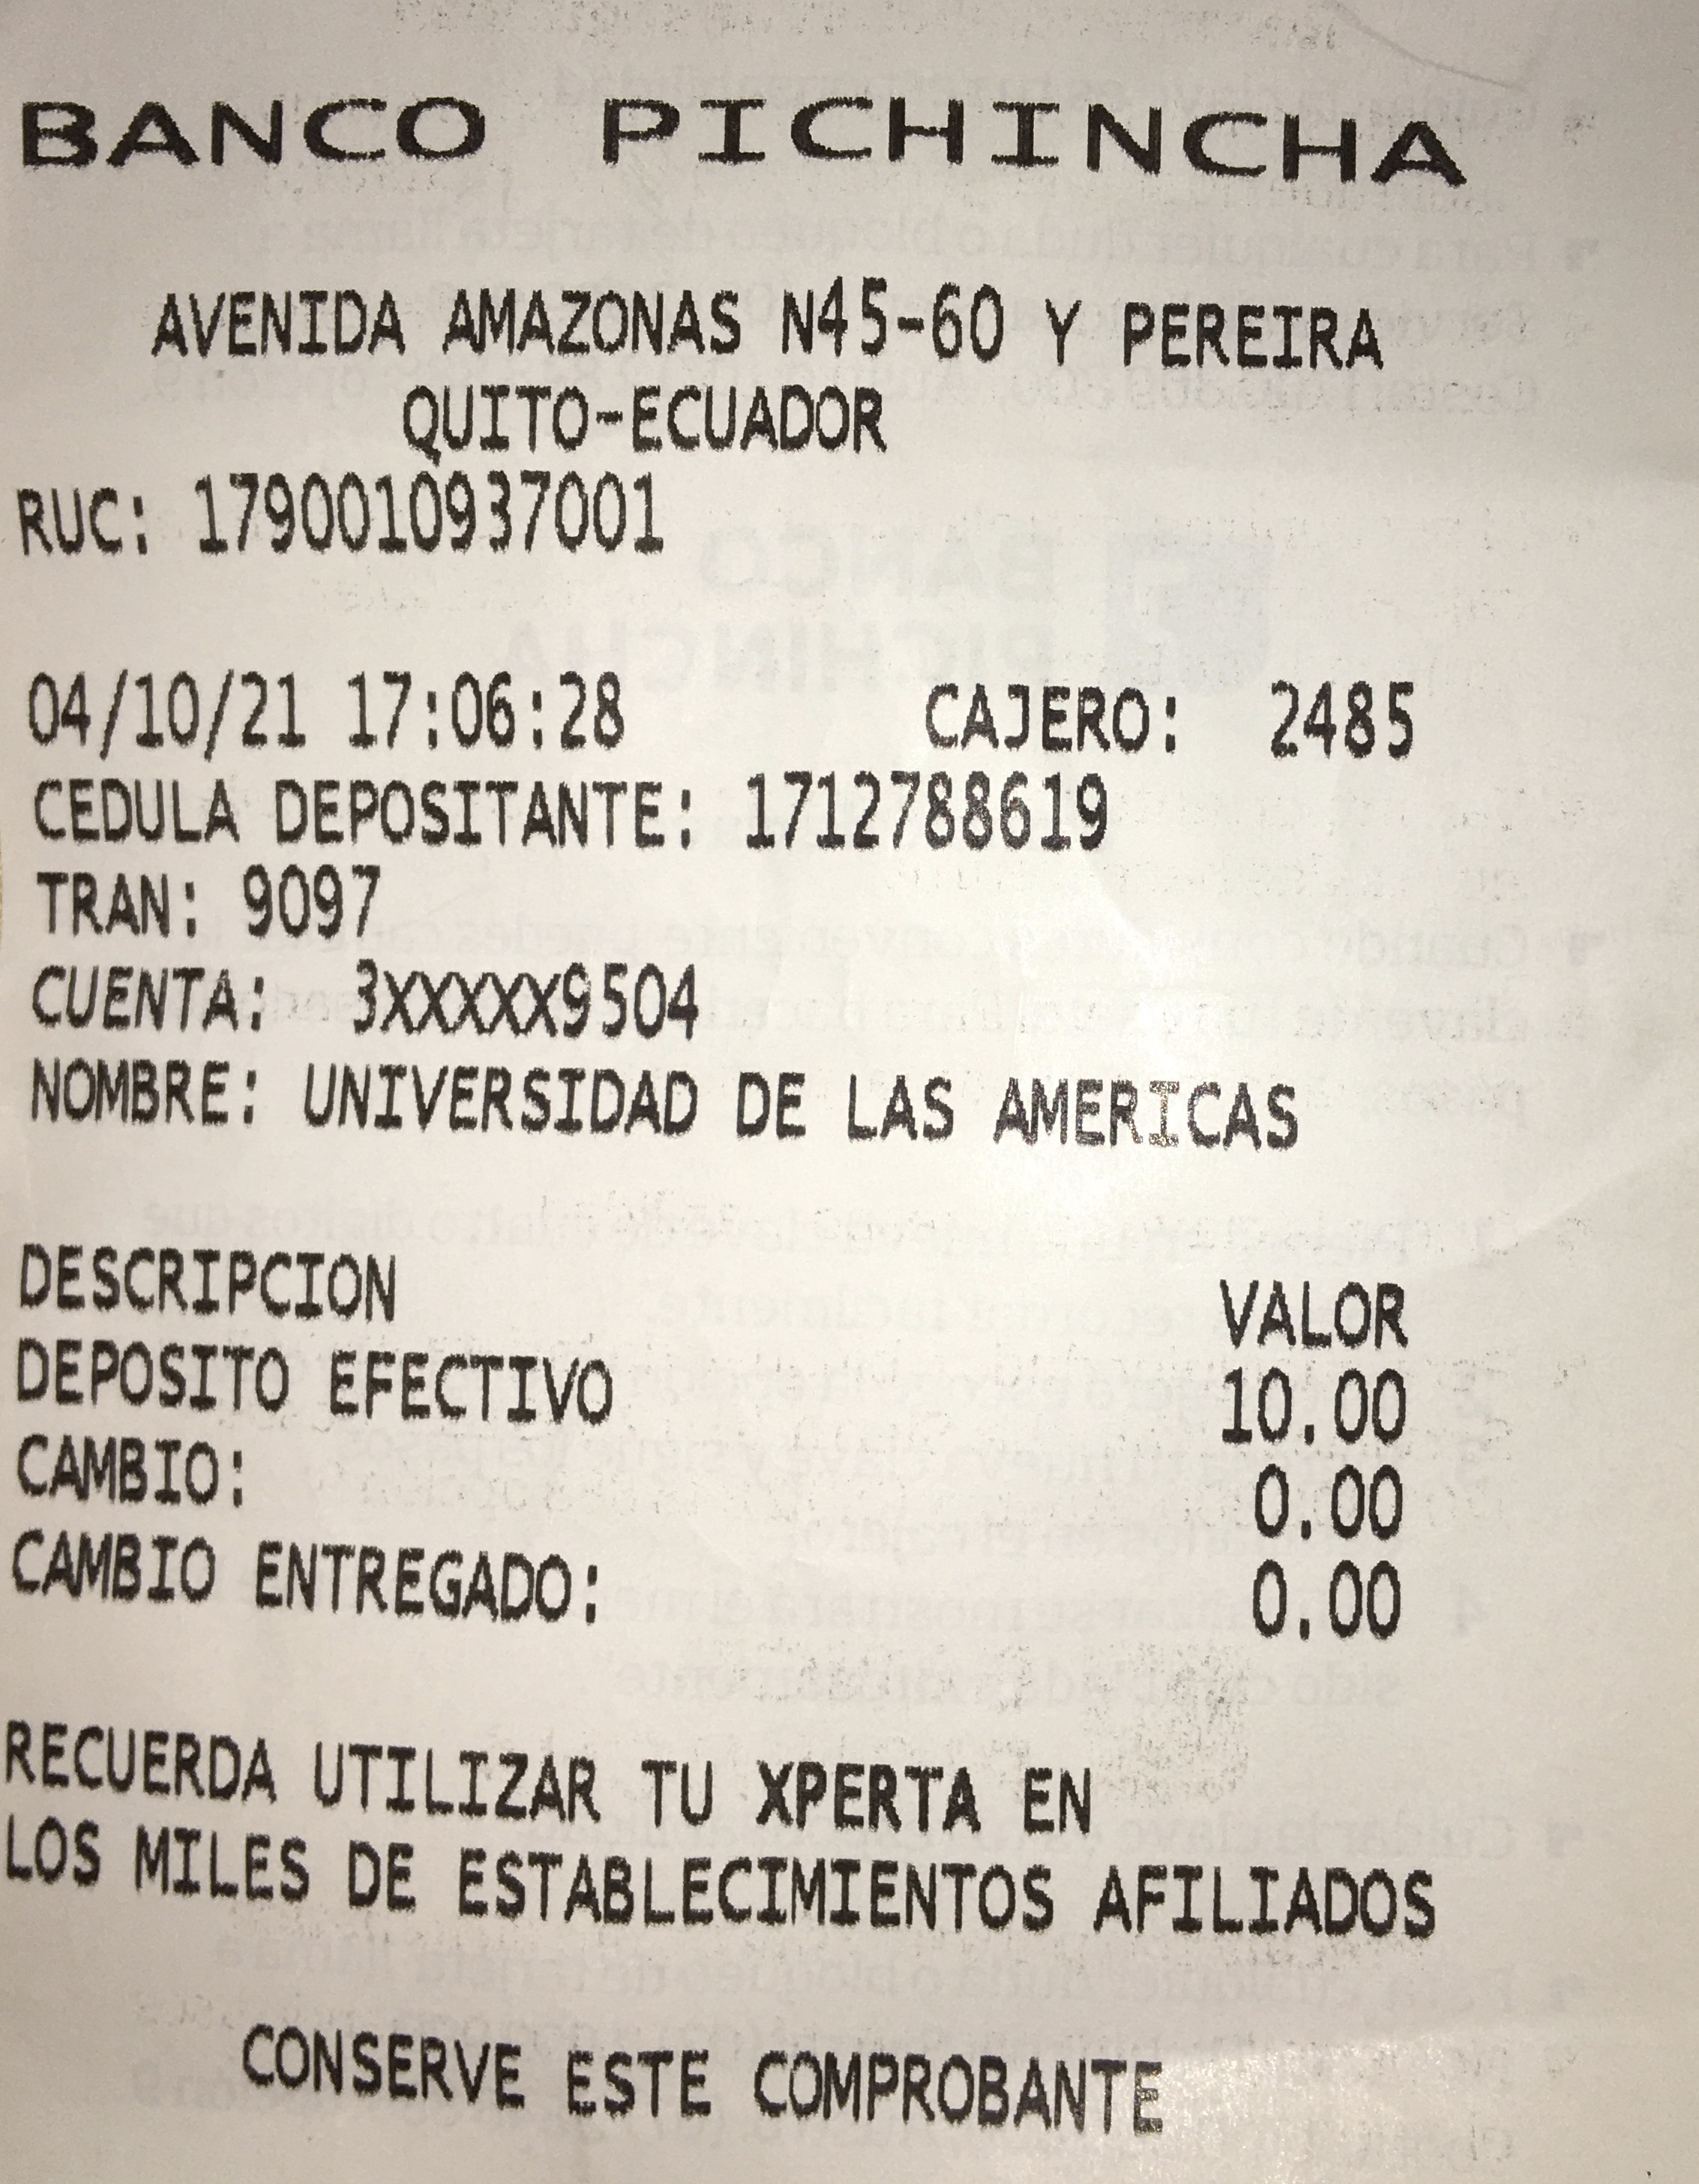 BANCO PICHINCHA
AVENIDA AMAZONAS N45-60 Y PEREIRA
QUITO-ECUADOR
RUC: 1790010937001
04/10/21 17:06:28 CAJERO: 2485
CEDULA DEPOSITANTE: 1712788619
TRAN: 9097
CUENTA: 3XXXXX9504
NOMBRE: UNIVERSIDAD DE LAS AMERICAS
DESCRIPCION VALOR
DEPOSITO EFECTIVO 10.00
CAMBIO: 0.00
CAMBIO ENTREGADO: 0.00
RECUERDA UTILIZAR TU XPERTA EN
LOS MILES DE ESTABLECIMIENTOS AFILIADOS
CONSERVE ESTE COMPROBANTE